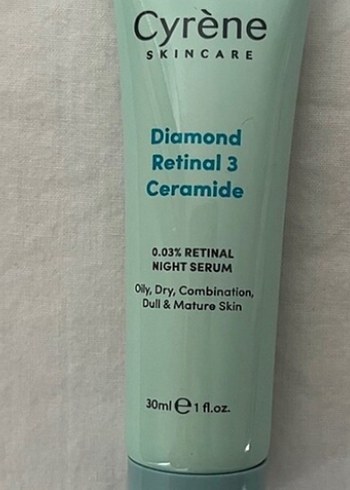 Cyrène
SKINCARE
Diamond
Retinal 3
Ceramide
0.03% RETINAL
NIGHT SERUM
Oily, Dry, Combination,
Dull & Mature Skin
30ml ℮ 1 fl.oz.